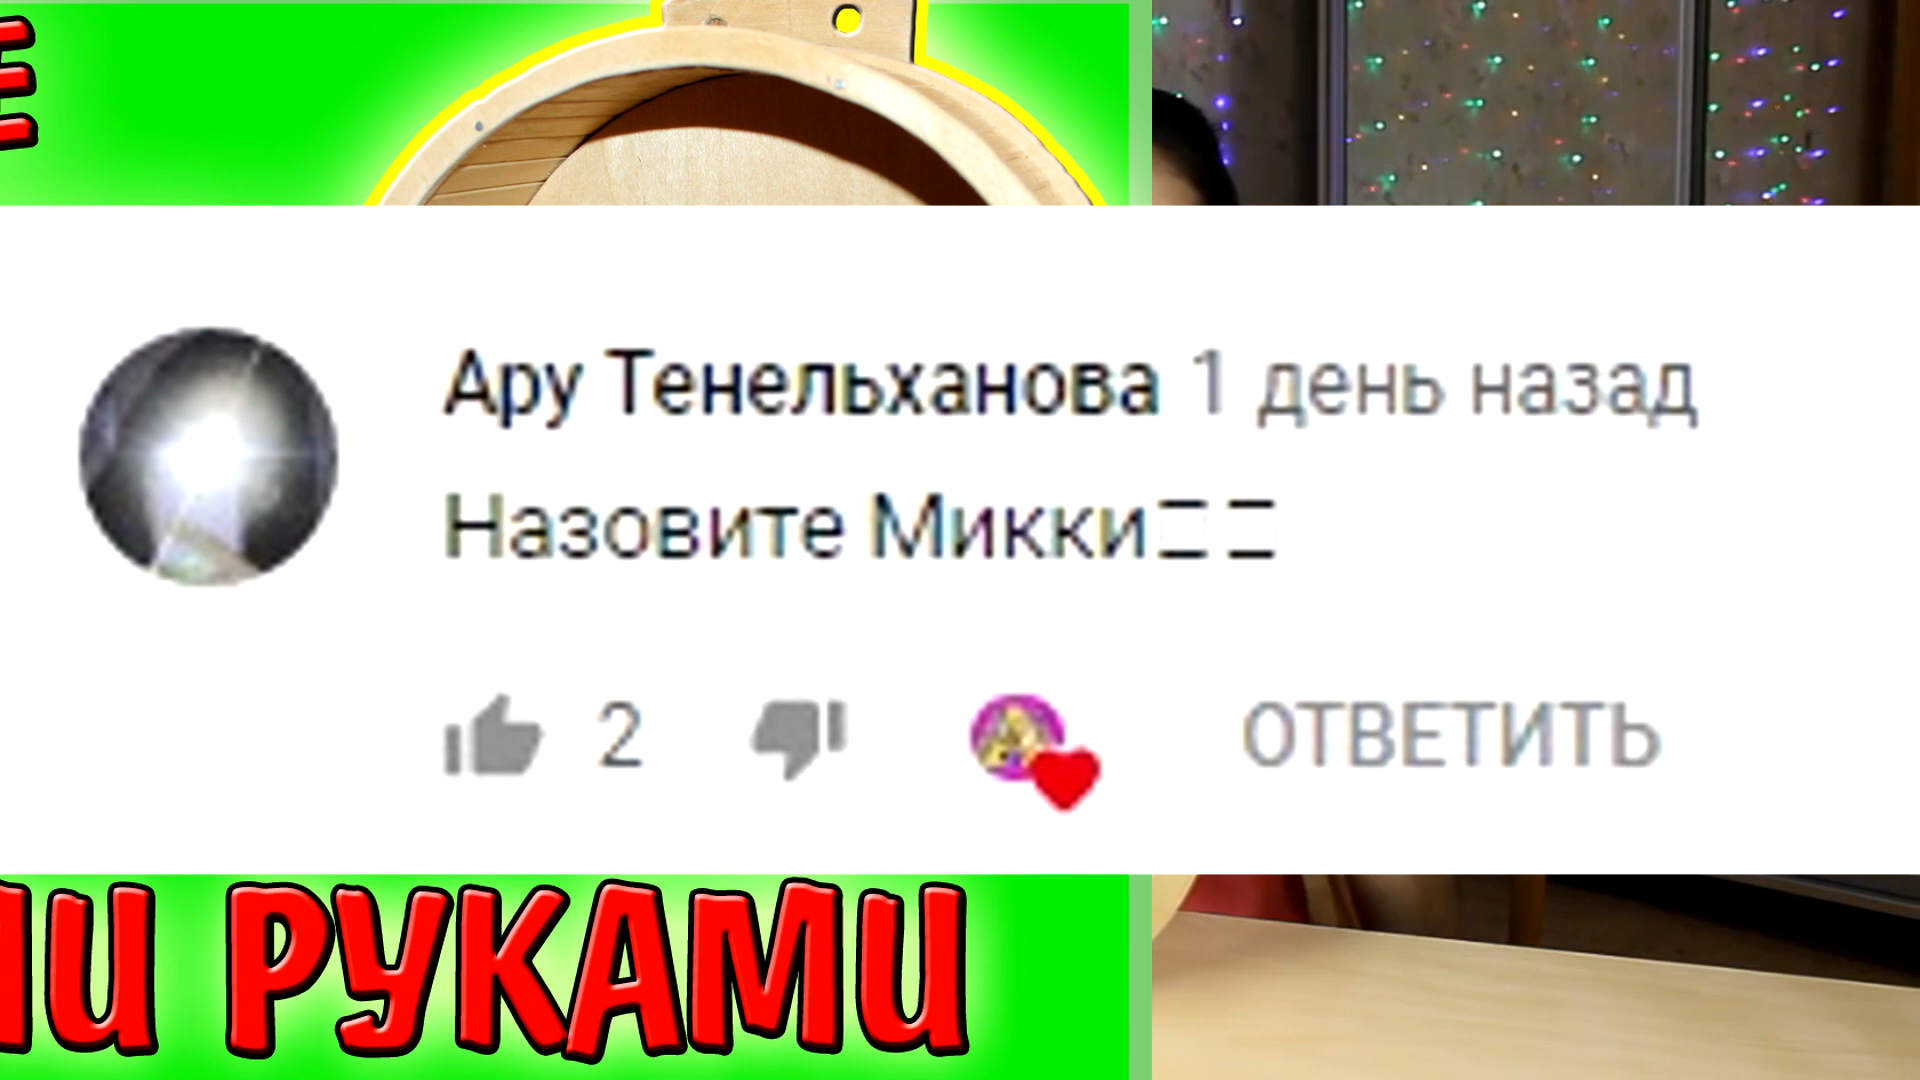 Е
Ару Тенельханова 1 день назад
Назовите Микки
2
ОТВЕТИТЬ
МИ РУКАМИ